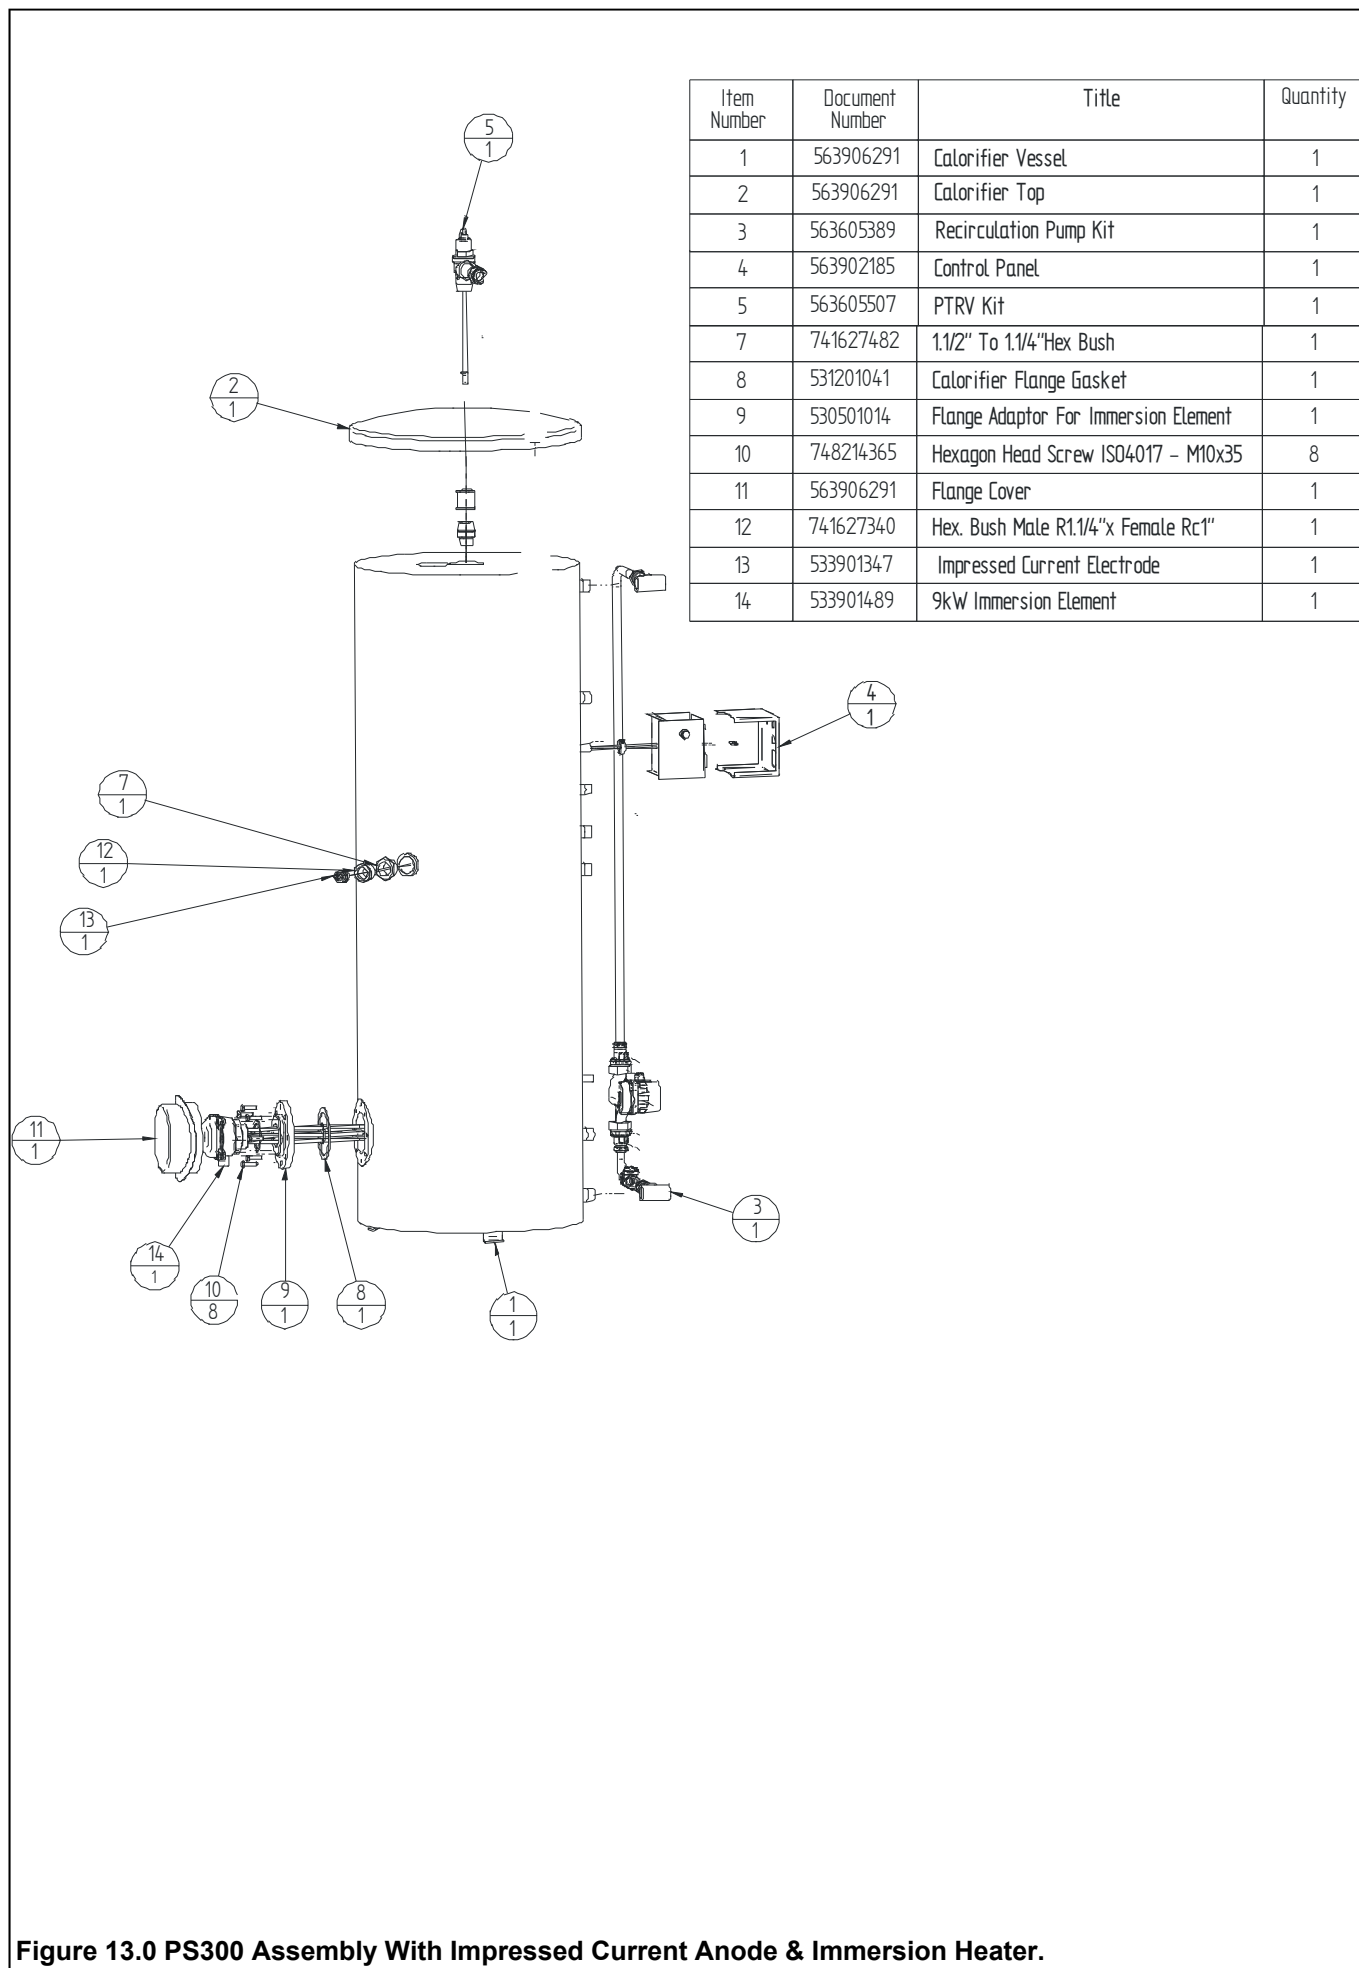 Item Number Document Number Title Quantity
1 563906291 Calorifier Vessel 1
2 563906291 Calorifier Top 1
3 563605389 Recirculation Pump Kit 1
4 563902185 Control Panel 1
5 563605507 PTRV Kit 1
7 741627482 1.1/2" To 1.1/4"Hex Bush 1
8 531201041 Calorifier Flange Gasket 1
9 530501014 Flange Adaptor For Immersion Element 1
10 748214365 Hexagon Head Screw ISO4017 - M10x35 8
11 563906291 Flange Cover 1
12 741627340 Hex. Bush Male R1.1/4"x Female Rc1" 1
13 533901347 Impressed Current Electrode 1
14 533901489 9kW Immersion Element 1
5
1
2
1
4
1
7
1
12
1
13
1
11
1
3
1
14
1
10
8
9
1
8
1
1
1
Figure 13.0 PS300 Assembly With Impressed Current Anode & Immersion Heater.